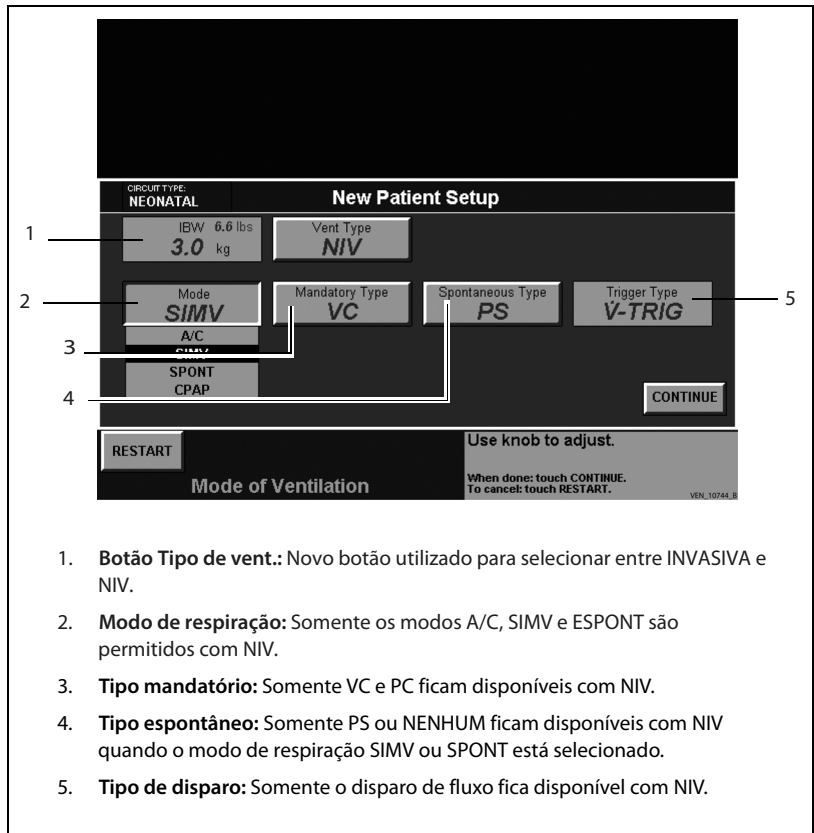 CIRCUIT TYPE:
NEONATAL
New Patient Setup
1
IBW 6.6 lbs
3.0 kg
Vent Type
NIV
2
Mode
SIMV
Mandatory Type
VC
Spontaneous Type
PS
Trigger Type
V̇-TRIG
5
A/C
SIMV
SPONT
CPAP
3
4
CONTINUE
RESTART
Mode of Ventilation
Use knob to adjust.
When done: touch CONTINUE.
To cancel: touch RESTART.
VEN_10744_B
1. Botão Tipo de vent.: Novo botão utilizado para selecionar entre INVASIVA e
NIV.
2. Modo de respiração: Somente os modos A/C, SIMV e ESPONT são
permitidos com NIV.
3. Tipo mandatório: Somente VC e PC ficam disponíveis com NIV.
4. Tipo espontâneo: Somente PS ou NENHUM ficam disponíveis com NIV
quando o modo de respiração SIMV ou SPONT está selecionado.
5. Tipo de disparo: Somente o disparo de fluxo fica disponível com NIV.